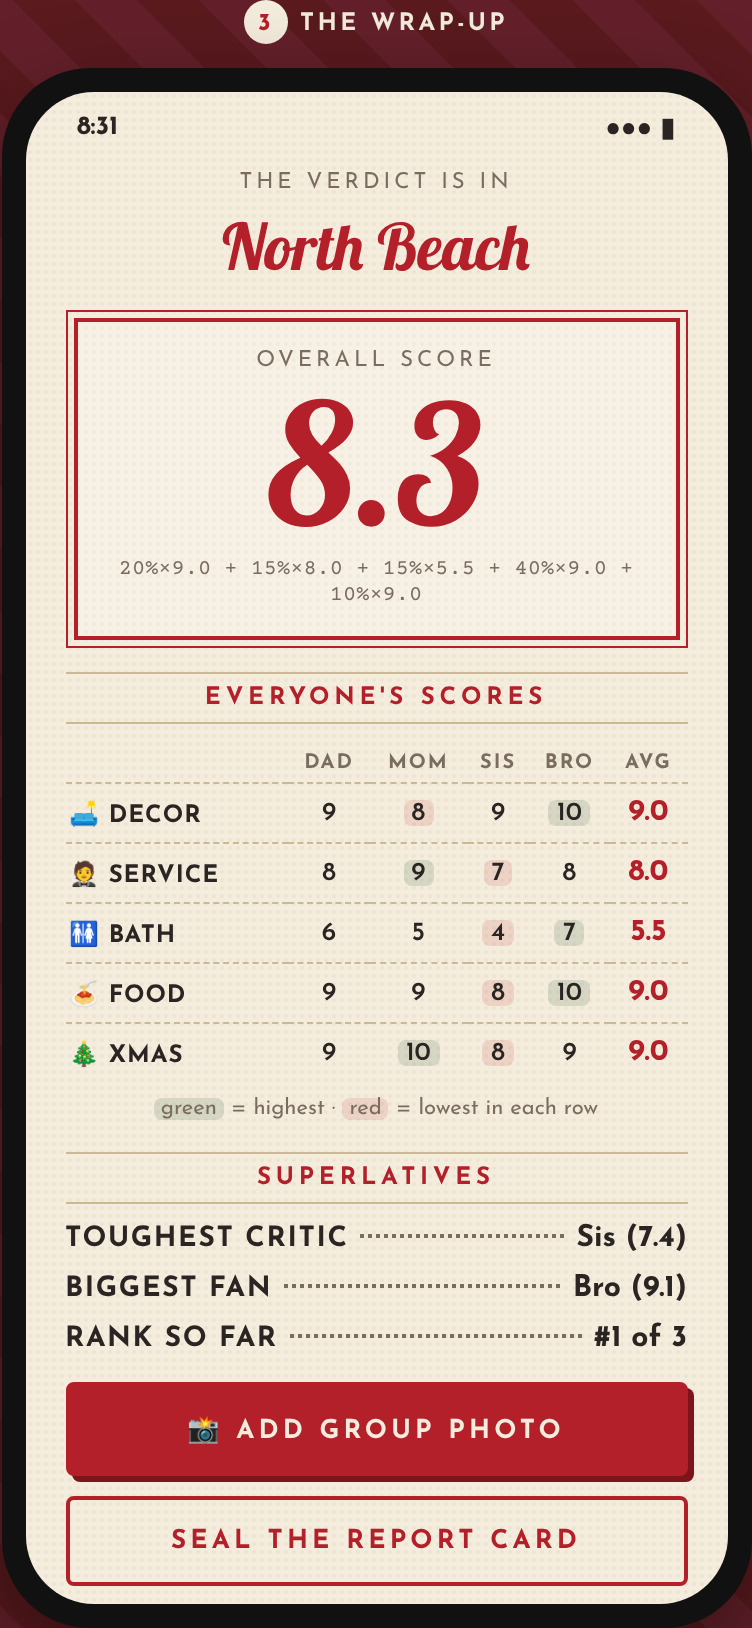 3 THE WRAP-UP
8:31
THE VERDICT IS IN
North Beach
OVERALL SCORE
8.3
20%×9.0 + 15%×8.0 + 15%×5.5 + 40%×9.0 +
10%×9.0
EVERYONE'S SCORES
DAD MOM SIS BRO AVG
DECOR 9 8 9 10 9.0
SERVICE 8 9 7 8 8.0
BATH 6 5 4 7 5.5
FOOD 9 9 8 10 9.0
XMAS 9 10 8 9 9.0
green = highest · red = lowest in each row
SUPERLATIVES
TOUGHEST CRITIC Sis (7.4)
BIGGEST FAN Bro (9.1)
RANK SO FAR #1 of 3
ADD GROUP PHOTO
SEAL THE REPORT CARD